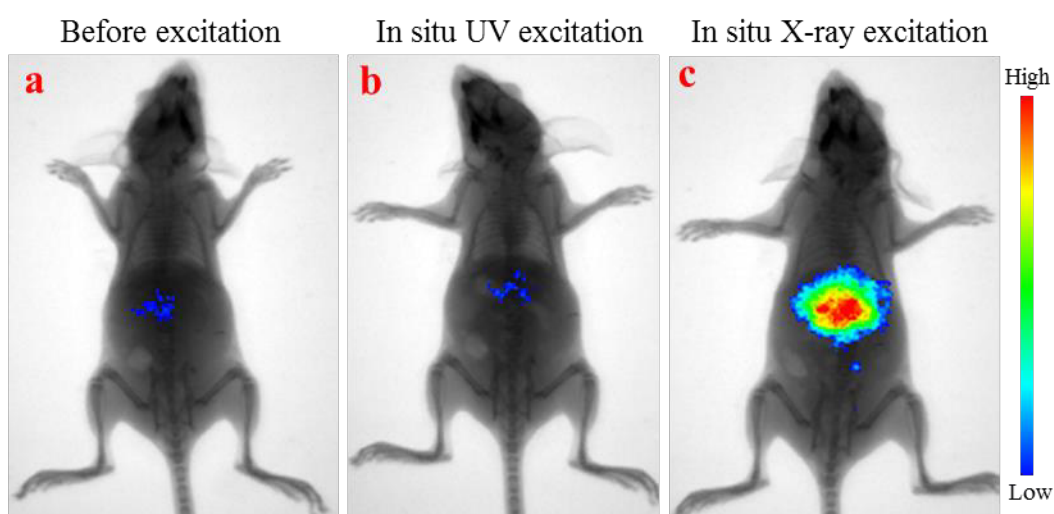 Before excitation
In situ UV excitation
In situ X-ray excitation
a
b
c
High
Low